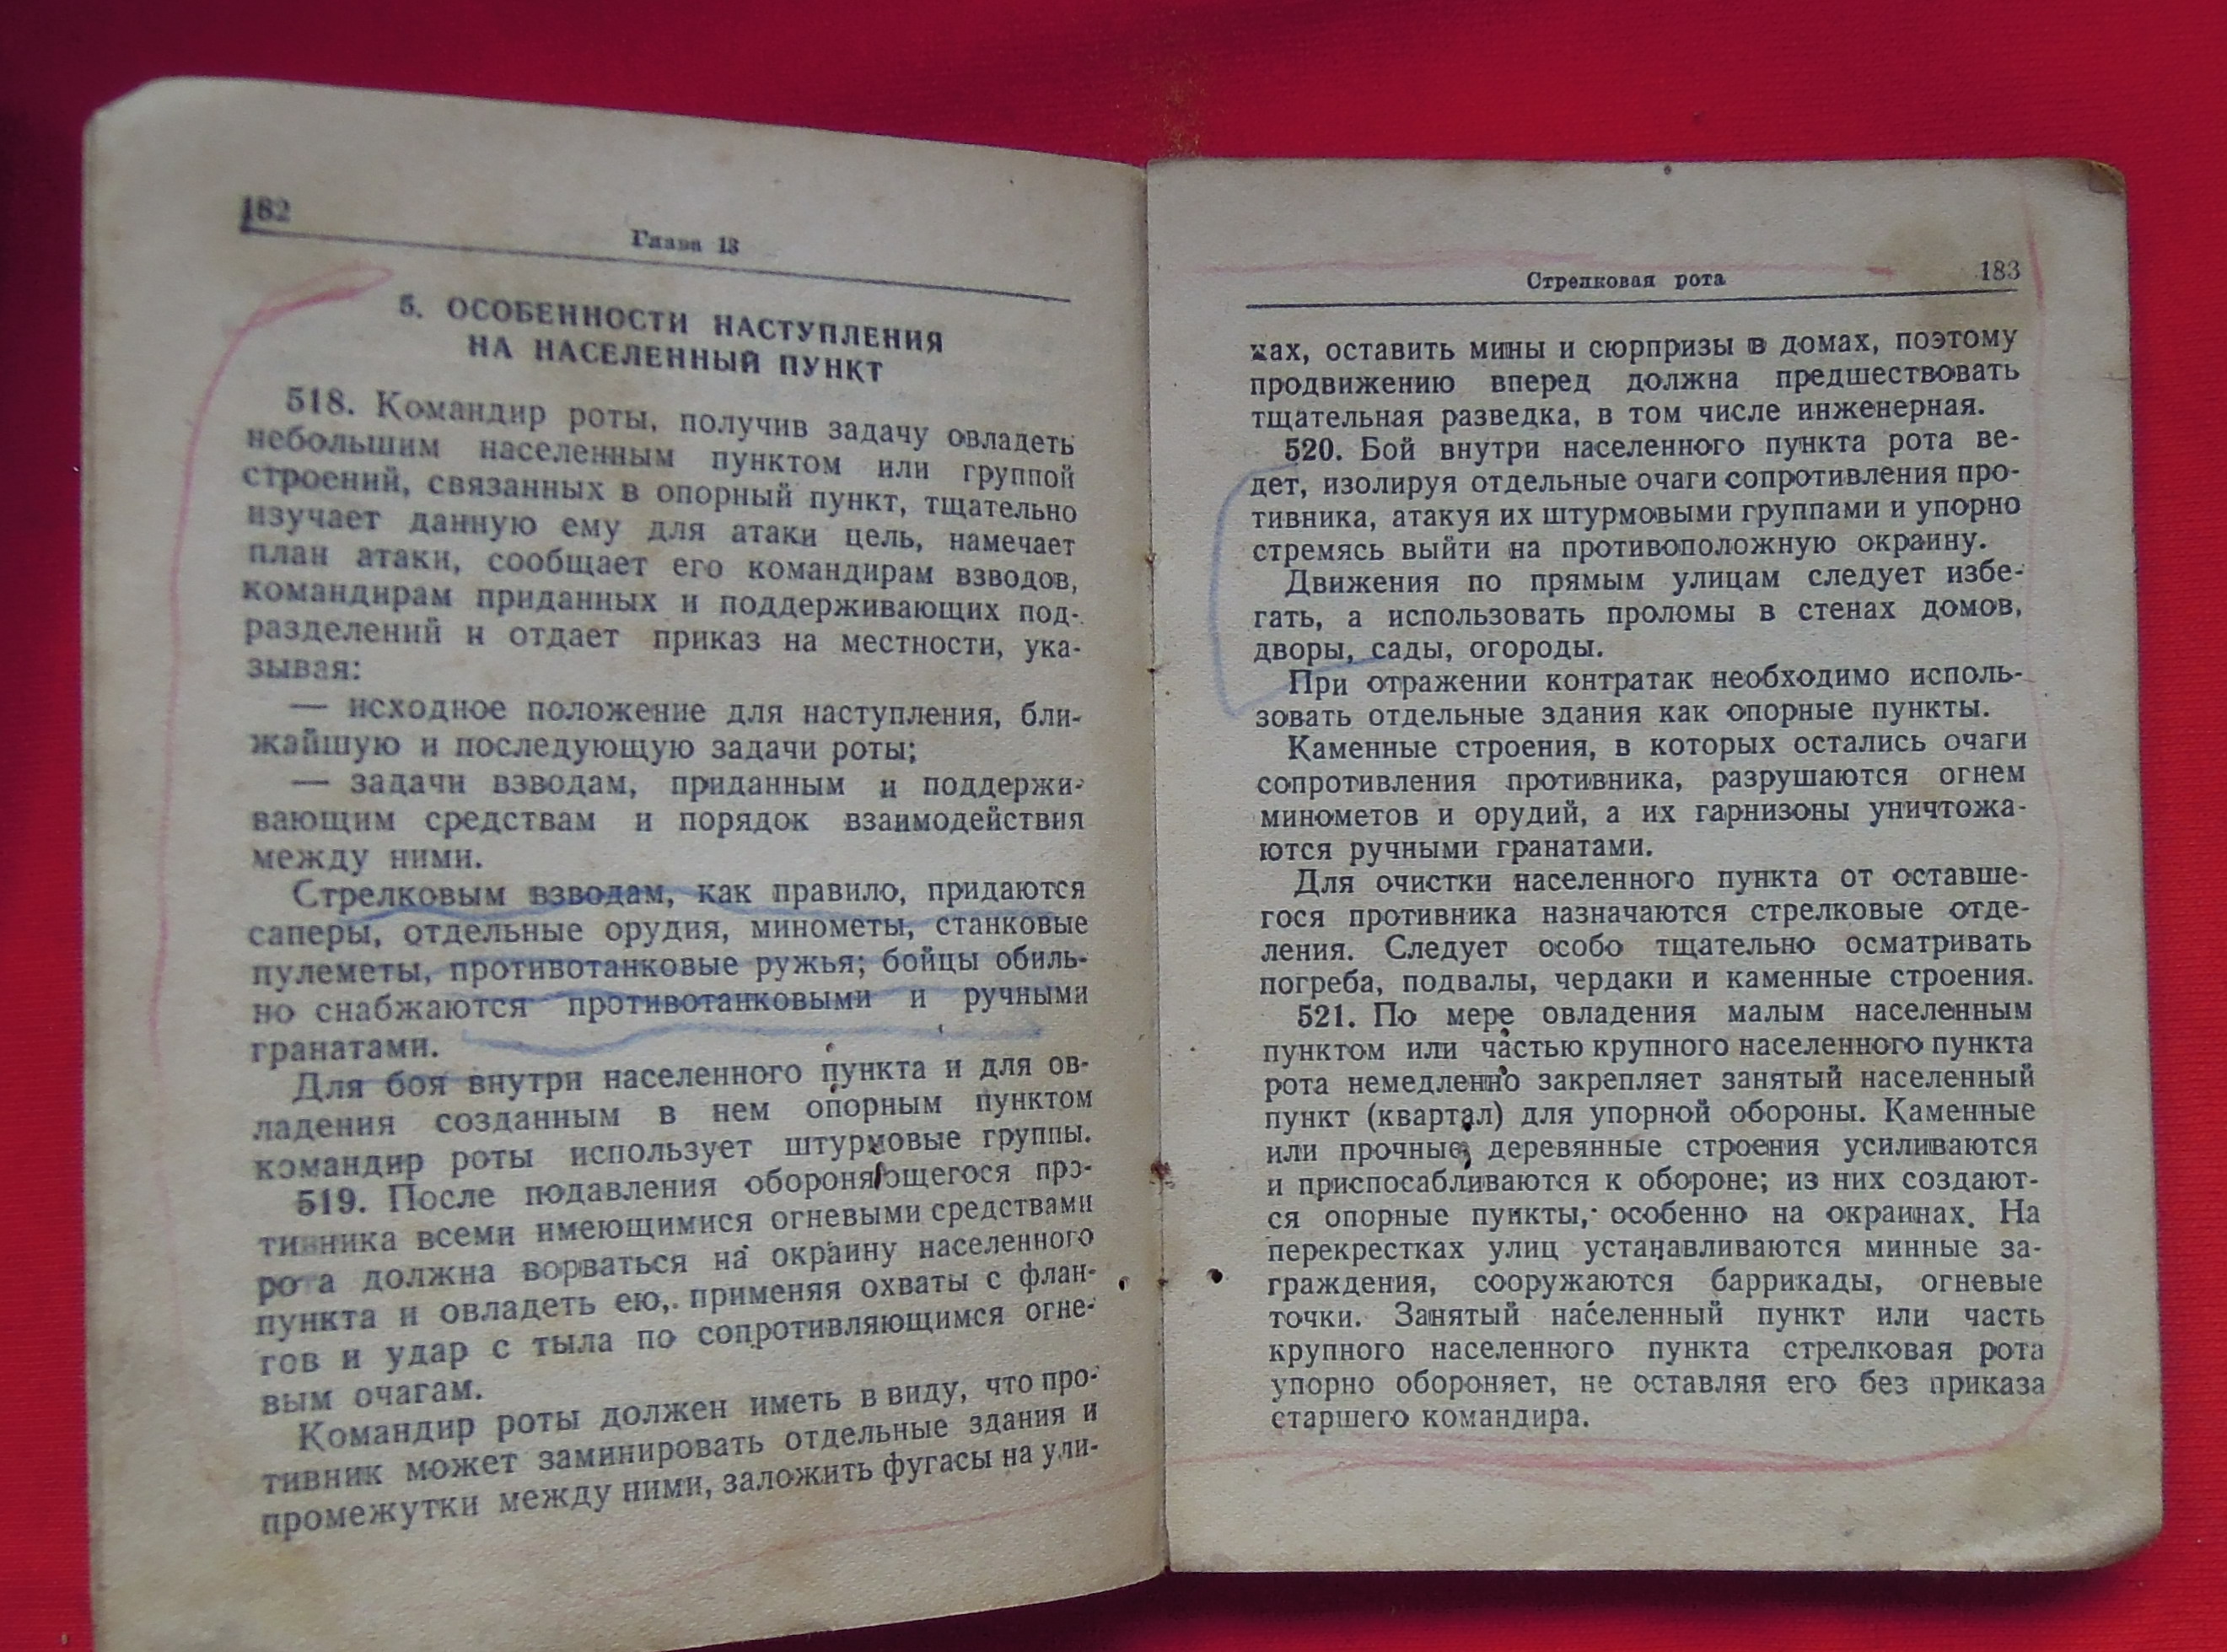 182
Глава 13
5. ОСОБЕННОСТИ НАСТУПЛЕНИЯ
НА НАСЕЛЕННЫЙ ПУНКТ
518. Командир роты, получив задачу овладеть
небольшим населенным пунктом или группой
строений, связанных в опорный пункт, тщательно
изучает данную ему для атаки цель, намечает
план атаки, сообщает его командирам взводов,
командирам приданных и поддерживающих под-
разделений и отдает приказ на местности, ука-
зывая:
— исходное положение для наступления, бли-
жайшую и последующую задачи роты;
— задачи взводам, приданным и поддержи-
вающим средствам и порядок взаимодействия
между ними.
Стрелковым взводам, как правило, придаются
саперы, отдельные орудия, минометы, станковые
пулеметы, противотанковые ружья; бойцы обиль-
но снабжаются противотанковыми и ручными
гранатами.
Для боя внутри населенного пункта и для ов-
ладения созданным в нем опорным пунктом
командир роты использует штурмовые группы.
519. После подавления обороняющегося про-
тивника всеми имеющимися огневыми средствами
рота должна ворваться на окраину населенного
пункта и овладеть ею, применяя охваты с флан-
гов и удар с тыла по сопротивляющимся огне-
вым очагам.
Командир роты должен иметь в виду, что про-
тивник может заминировать отдельные здания и
промежутки между ними, заложить фугасы на ули-
Стрелковая рота
183
цах, оставить мины и сюрпризы в домах, поэтому
продвижению вперед должна предшествовать
тщательная разведка, в том числе инженерная.
520. Бой внутри населенного пункта рота ве-
дет, изолируя отдельные очаги сопротивления про-
тивника, атакуя их штурмовыми группами и упорно
стремясь выйти на противоположную окраину.
Движения по прямым улицам следует избе-
гать, а использовать проломы в стенах домов,
дворы, сады, огороды.
При отражении контратак необходимо исполь-
зовать отдельные здания как опорные пункты.
Каменные строения, в которых остались очаги
сопротивления противника, разрушаются огнем
минометов и орудий, а их гарнизоны уничтожа-
ются ручными гранатами.
Для очистки населенного пункта от оставше-
гося противника назначаются стрелковые отде-
ления. Следует особо тщательно осматривать
погреба, подвалы, чердаки и каменные строения.
521. По мере овладения малым населенным
пунктом или частью крупного населенного пункта
рота немедленно закрепляет занятый населенный
пункт (квартал) для упорной обороны. Каменные
или прочные деревянные строения усиливаются
и приспосабливаются к обороне; из них создают-
ся опорные пункты, особенно на окраинах. На
перекрестках улиц устанавливаются минные за-
граждения, сооружаются баррикады, огневые
точки. Занятый населенный пункт или часть
крупного населенного пункта стрелковая рота
упорно обороняет, не оставляя его без приказа
старшего командира.